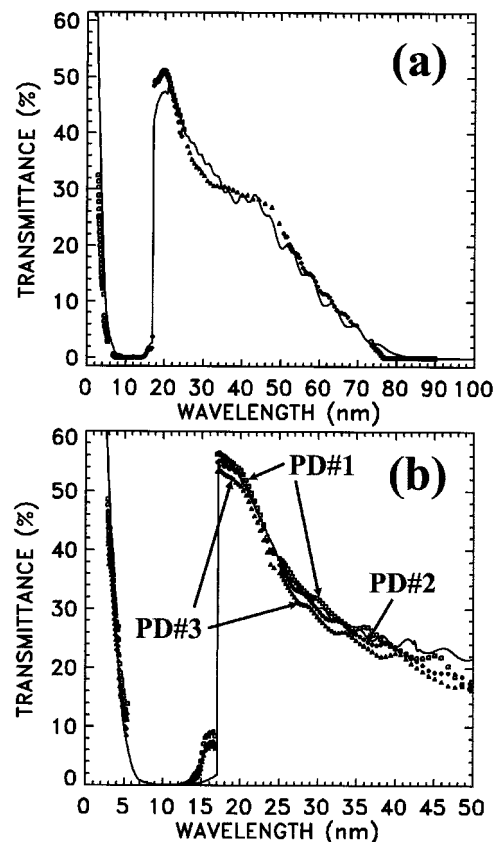 (a)
TRANSMITTANCE (%)
60
50
40
30
20
10
0
0 10 20 30 40 50 60 70 80 90 100
WAVELENGTH (nm)
(b)
TRANSMITTANCE (%)
60
50
40
30
20
10
0
PD#1
PD#2
PD#3
0 5 10 15 20 25 30 35 40 45 50
WAVELENGTH (nm)